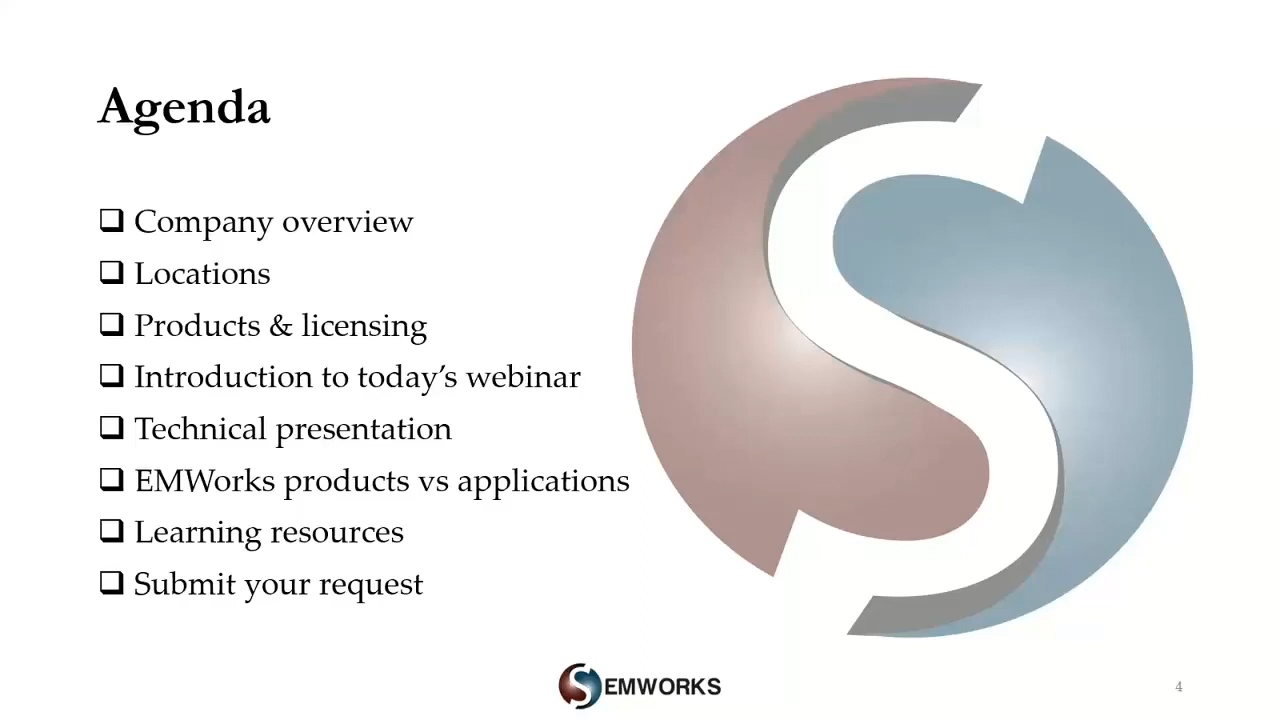 Agenda
❑ Company overview
❑ Locations
❑ Products & licensing
❑ Introduction to today’s webinar
❑ Technical presentation
❑ EMWorks products vs applications
❑ Learning resources
❑ Submit your request
S EMWORKS
4